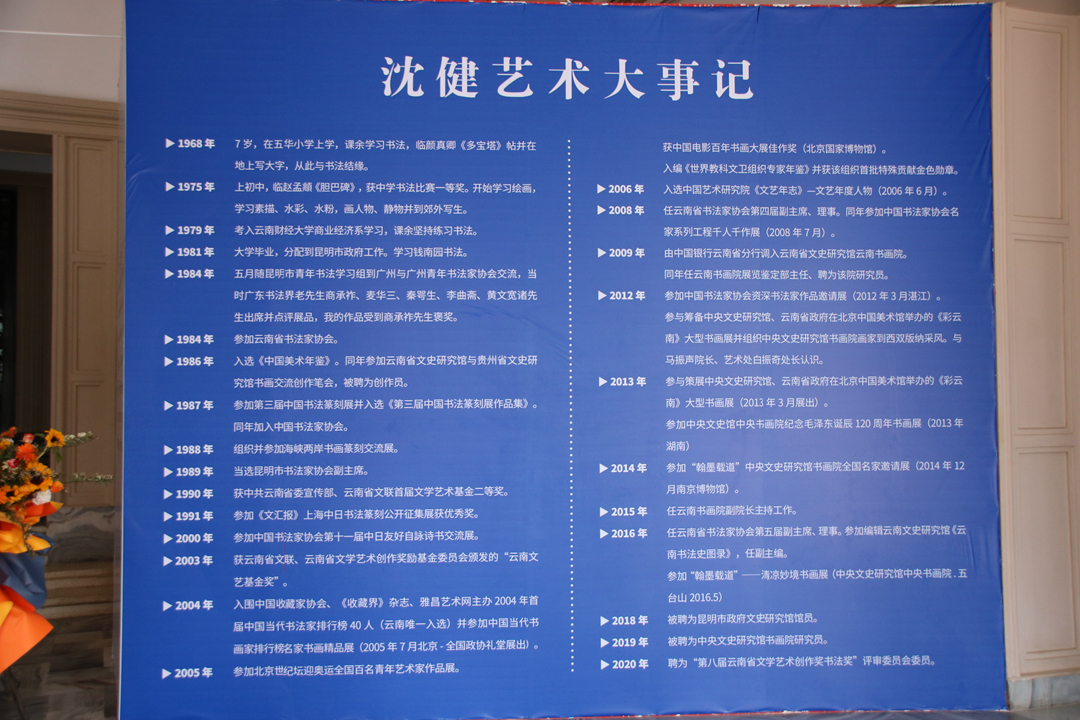 沈健艺术大事记
▶ 1968 年 7 岁，在五华小学上学，课余学习书法，临颜真卿《多宝塔》帖并在
地上写大字，从此与书法结缘。
▶ 1975 年 上初中，临赵孟頫《胆巴碑》，获中学书法比赛一等奖。开始学习绘画，
学习素描、水彩、水粉，画人物、静物并到郊外写生。
▶ 1979 年 考入云南财经大学商业经济系学习，课余坚持练习书法。
▶ 1981 年 大学毕业，分配到昆明市政府工作。学习钱南园书法。
▶ 1984 年 五月随昆明市青年书法学习组到广州与广州青年书法家协会交流，当
时广东书法界老先生商承祚、麦华三、秦咢生、李曲斋、黄文宽诸先
生出席并点评展品，我的作品受到商承祚先生褒奖。
▶ 1984 年 参加云南省书法家协会。
▶ 1986 年 入选《中国美术年鉴》。同年参加云南省文史研究馆与贵州省文史研
究馆书画交流创作笔会，被聘为创作员。
▶ 1987 年 参加第三届中国书法篆刻展并入选《第三届中国书法篆刻展作品集》。
同年加入中国书法家协会。
▶ 1988 年 组织并参加海峡两岸书画篆刻交流展。
▶ 1989 年 当选昆明市书法家协会副主席。
▶ 1990 年 获中共云南省委宣传部、云南省文联首届文学艺术基金二等奖。
▶ 1991 年 参加《文汇报》上海中日书法篆刻公开征集展获优秀奖。
▶ 2000 年 参加中国书法家协会第十一届中日友好自詠诗书交流展。
▶ 2003 年 获云南省文联、云南省文学艺术创作奖励基金委员会颁发的“云南文
艺基金奖”。
▶ 2004 年 入围中国收藏家协会、《收藏界》杂志、雅昌艺术网主办 2004 年首
届中国当代书法家排行榜 40 人（云南唯一入选）并参加中国当代书
画家排行榜名家书画精品展（2005 年 7 月北京 - 全国政协礼堂展出）。
▶ 2005 年 参加北京世纪坛迎奥运全国百名青年艺术家作品展。
获中国电影百年书画大展佳作奖（北京国家博物馆）。
入编《世界教科文卫组织专家年鉴》并获该组织首批特殊贡献金色勋章。
▶ 2006 年 入选中国艺术研究院《文艺年志》—文艺年度人物（2006 年 6 月）。
▶ 2008 年 任云南省书法家协会第四届副主席、理事。同年参加中国书法家协会名
家系列工程千人千作展（2008 年 7 月）。
▶ 2009 年 由中国银行云南省分行调入云南省文史研究馆云南书画院。
同年任云南书画院展览鉴定部主任、聘为该院研究员。
▶ 2012 年 参加中国书法家协会资深书法家作品邀请展（2012 年 3 月湛江）。
参与筹备中央文史研究馆、云南省政府在北京中国美术馆举办的《彩云
南》大型书画展并组织中央文史研究馆书画院画家到西双版纳采风。与
马振声院长、艺术处白振奇处长认识。
▶ 2013 年 参与策展中央文史研究馆、云南省政府在北京中国美术馆举办的《彩云
南》大型书画展（2013 年 3 月展出）。
参加中央文史馆中央书画院纪念毛泽东诞辰 120 周年书画展（2013 年
湖南）
▶ 2014 年 参加“翰墨载道”中央文史研究馆书画院全国名家邀请展（2014 年 12
月南京博物馆）。
▶ 2015 年 任云南书画院副院长主持工作。
▶ 2016 年 任云南省书法家协会第五届副主席、理事。参加编辑云南文史研究馆《云
南书法史图录》，任副主编。
参加“翰墨载道”——清凉妙境书画展（中央文史研究馆中央书画院 . 五
台山 2016.5）
▶ 2018 年 被聘为昆明市政府文史研究馆馆员。
▶ 2019 年 被聘为中央文史研究馆书画院研究员。
▶ 2020 年 聘为“第八届云南省文学艺术创作奖书法奖”评审委员会委员。